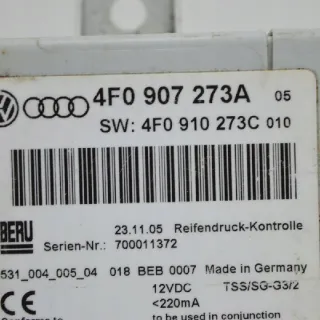 4F0 907 273A 05
SW: 4F0 910 273C 010
BERU
23.11.05 Reifendruck-Kontrolle
Serien-Nr.: 700011372
531_004_005_04 018 BEB 0007 Made in Germany
CE 12VDC TSS/SG-G3/2
<220mA
to be used in conjunction